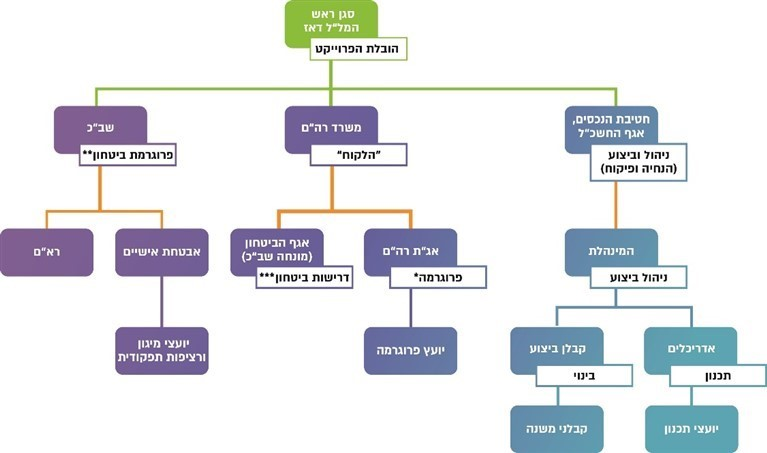 סגן ראש
המל"ל דאז
הובלת הפרוייקט
חטיבת הנכסים,
אגף החשכ"ל
ניהול וביצוע
(הנחיה ופיקוח)
משרד רה"ם
"הלקוח"
שב"כ
פרוגרמת ביטחון**
המינהלת
ניהול ביצוע
אג"ת רה"ם
פרוגרמה*
אגף הביטחון
(מונחה שב"כ)
דרישות ביטחון***
אבטחת אישיים
רא"ם
אדריכלים
תכנון
קבלן ביצוע
בינוי
יועץ פרוגרמה
יועצי מיגון
ורציפות תפקודית
יועצי תכנון
קבלני משנה